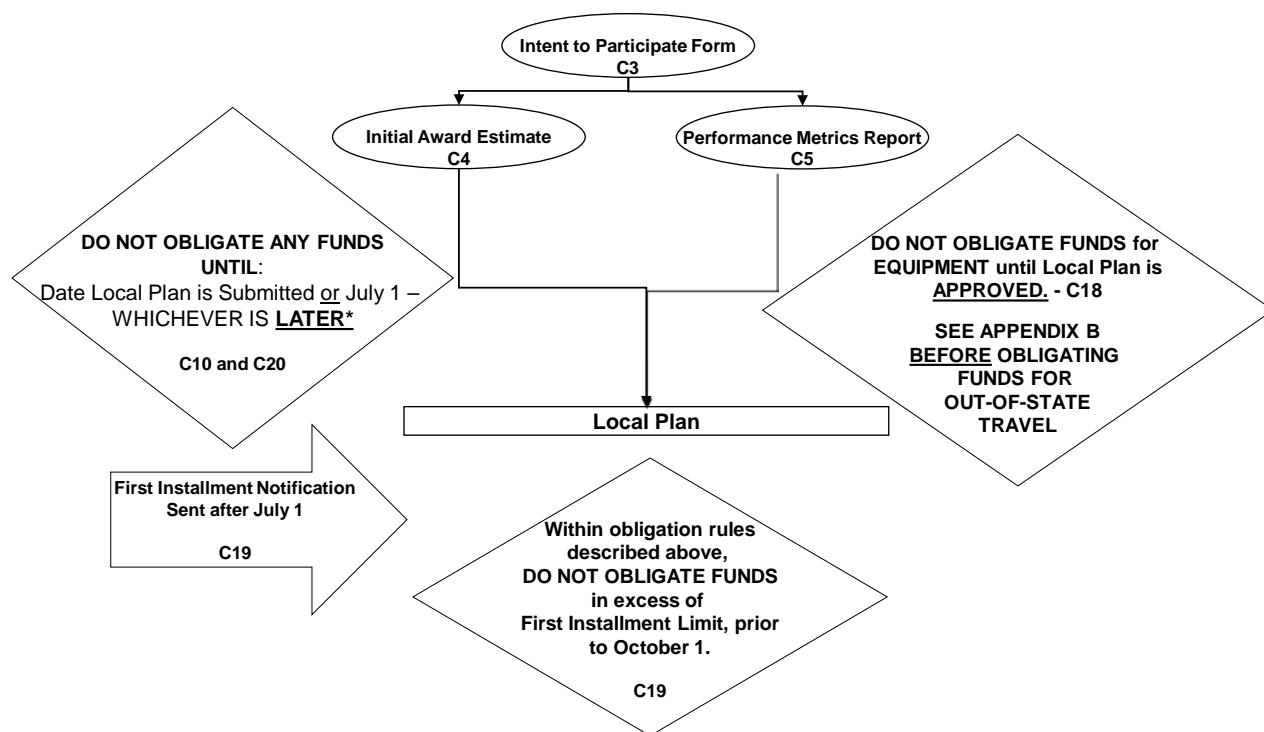 Intent to Participate Form
C3
Initial Award Estimate
C4
Performance Metrics Report
C5
DO NOT OBLIGATE ANY FUNDS
UNTIL:
Date Local Plan is Submitted or July 1 –
WHICHEVER IS LATER*
C10 and C20
DO NOT OBLIGATE FUNDS for
EQUIPMENT until Local Plan is
APPROVED. - C18
SEE APPENDIX B
BEFORE OBLIGATING
FUNDS FOR
OUT-OF-STATE
TRAVEL
Local Plan
First Installment Notification
Sent after July 1
C19
Within obligation rules
described above,
DO NOT OBLIGATE FUNDS
in excess of
First Installment Limit, prior
to October 1.
C19